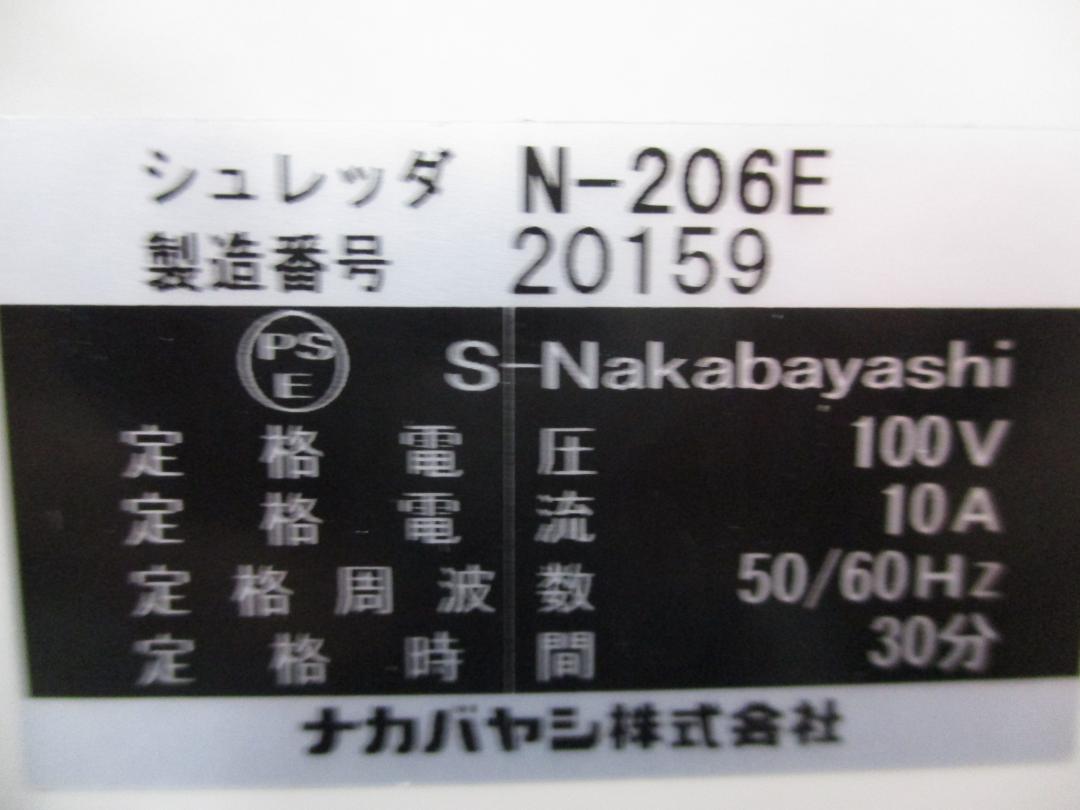 シュレッダ N-206E
製造番号 20159
PSE S-Nakabayashi
定格電圧 100V
定格電流 10A
定格周波数 50/60Hz
定格時間 30分
ナカバヤシ株式会社